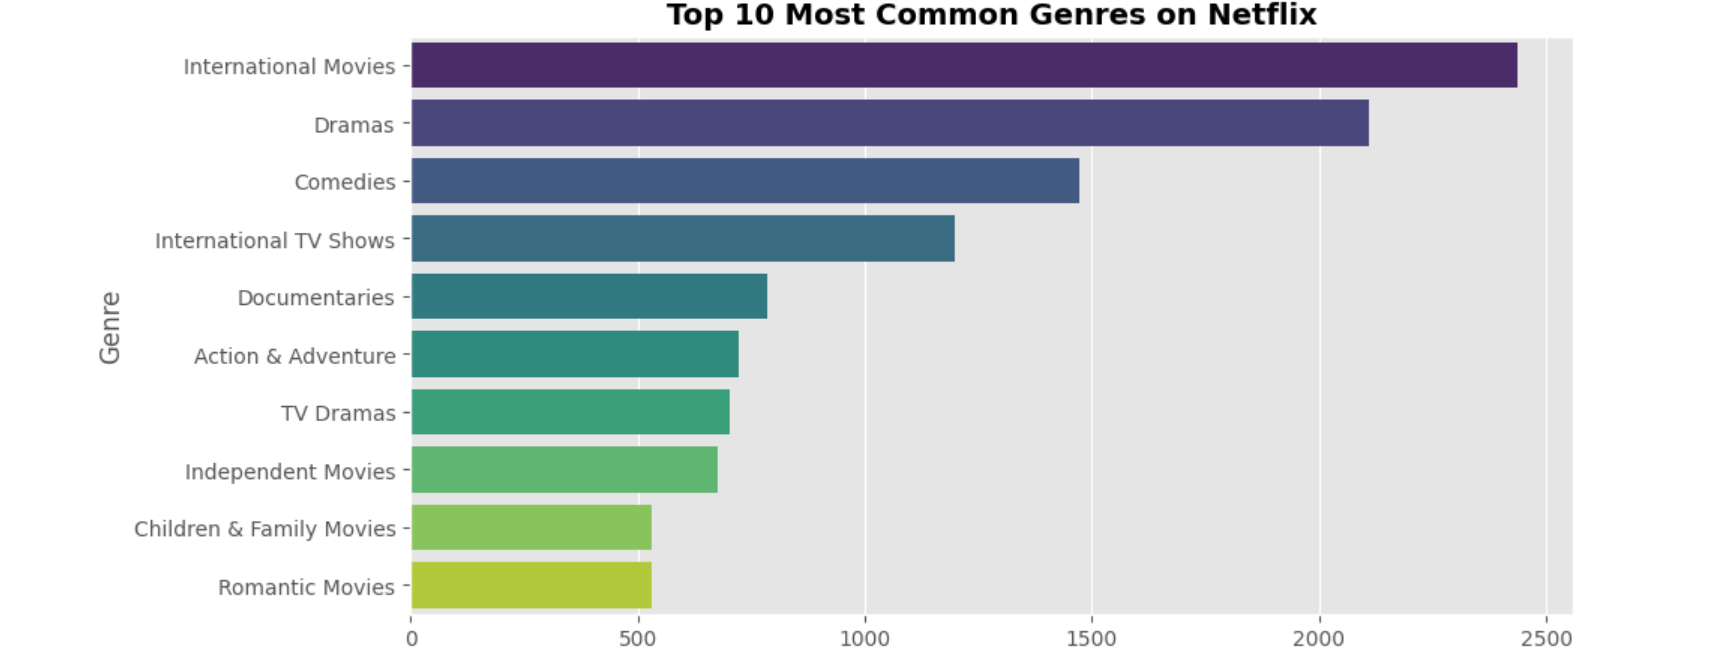 Top 10 Most Common Genres on Netflix
International Movies
Dramas
Comedies
International TV Shows
Documentaries
Action & Adventure
TV Dramas
Independent Movies
Children & Family Movies
Romantic Movies
Genre
0 500 1000 1500 2000 2500